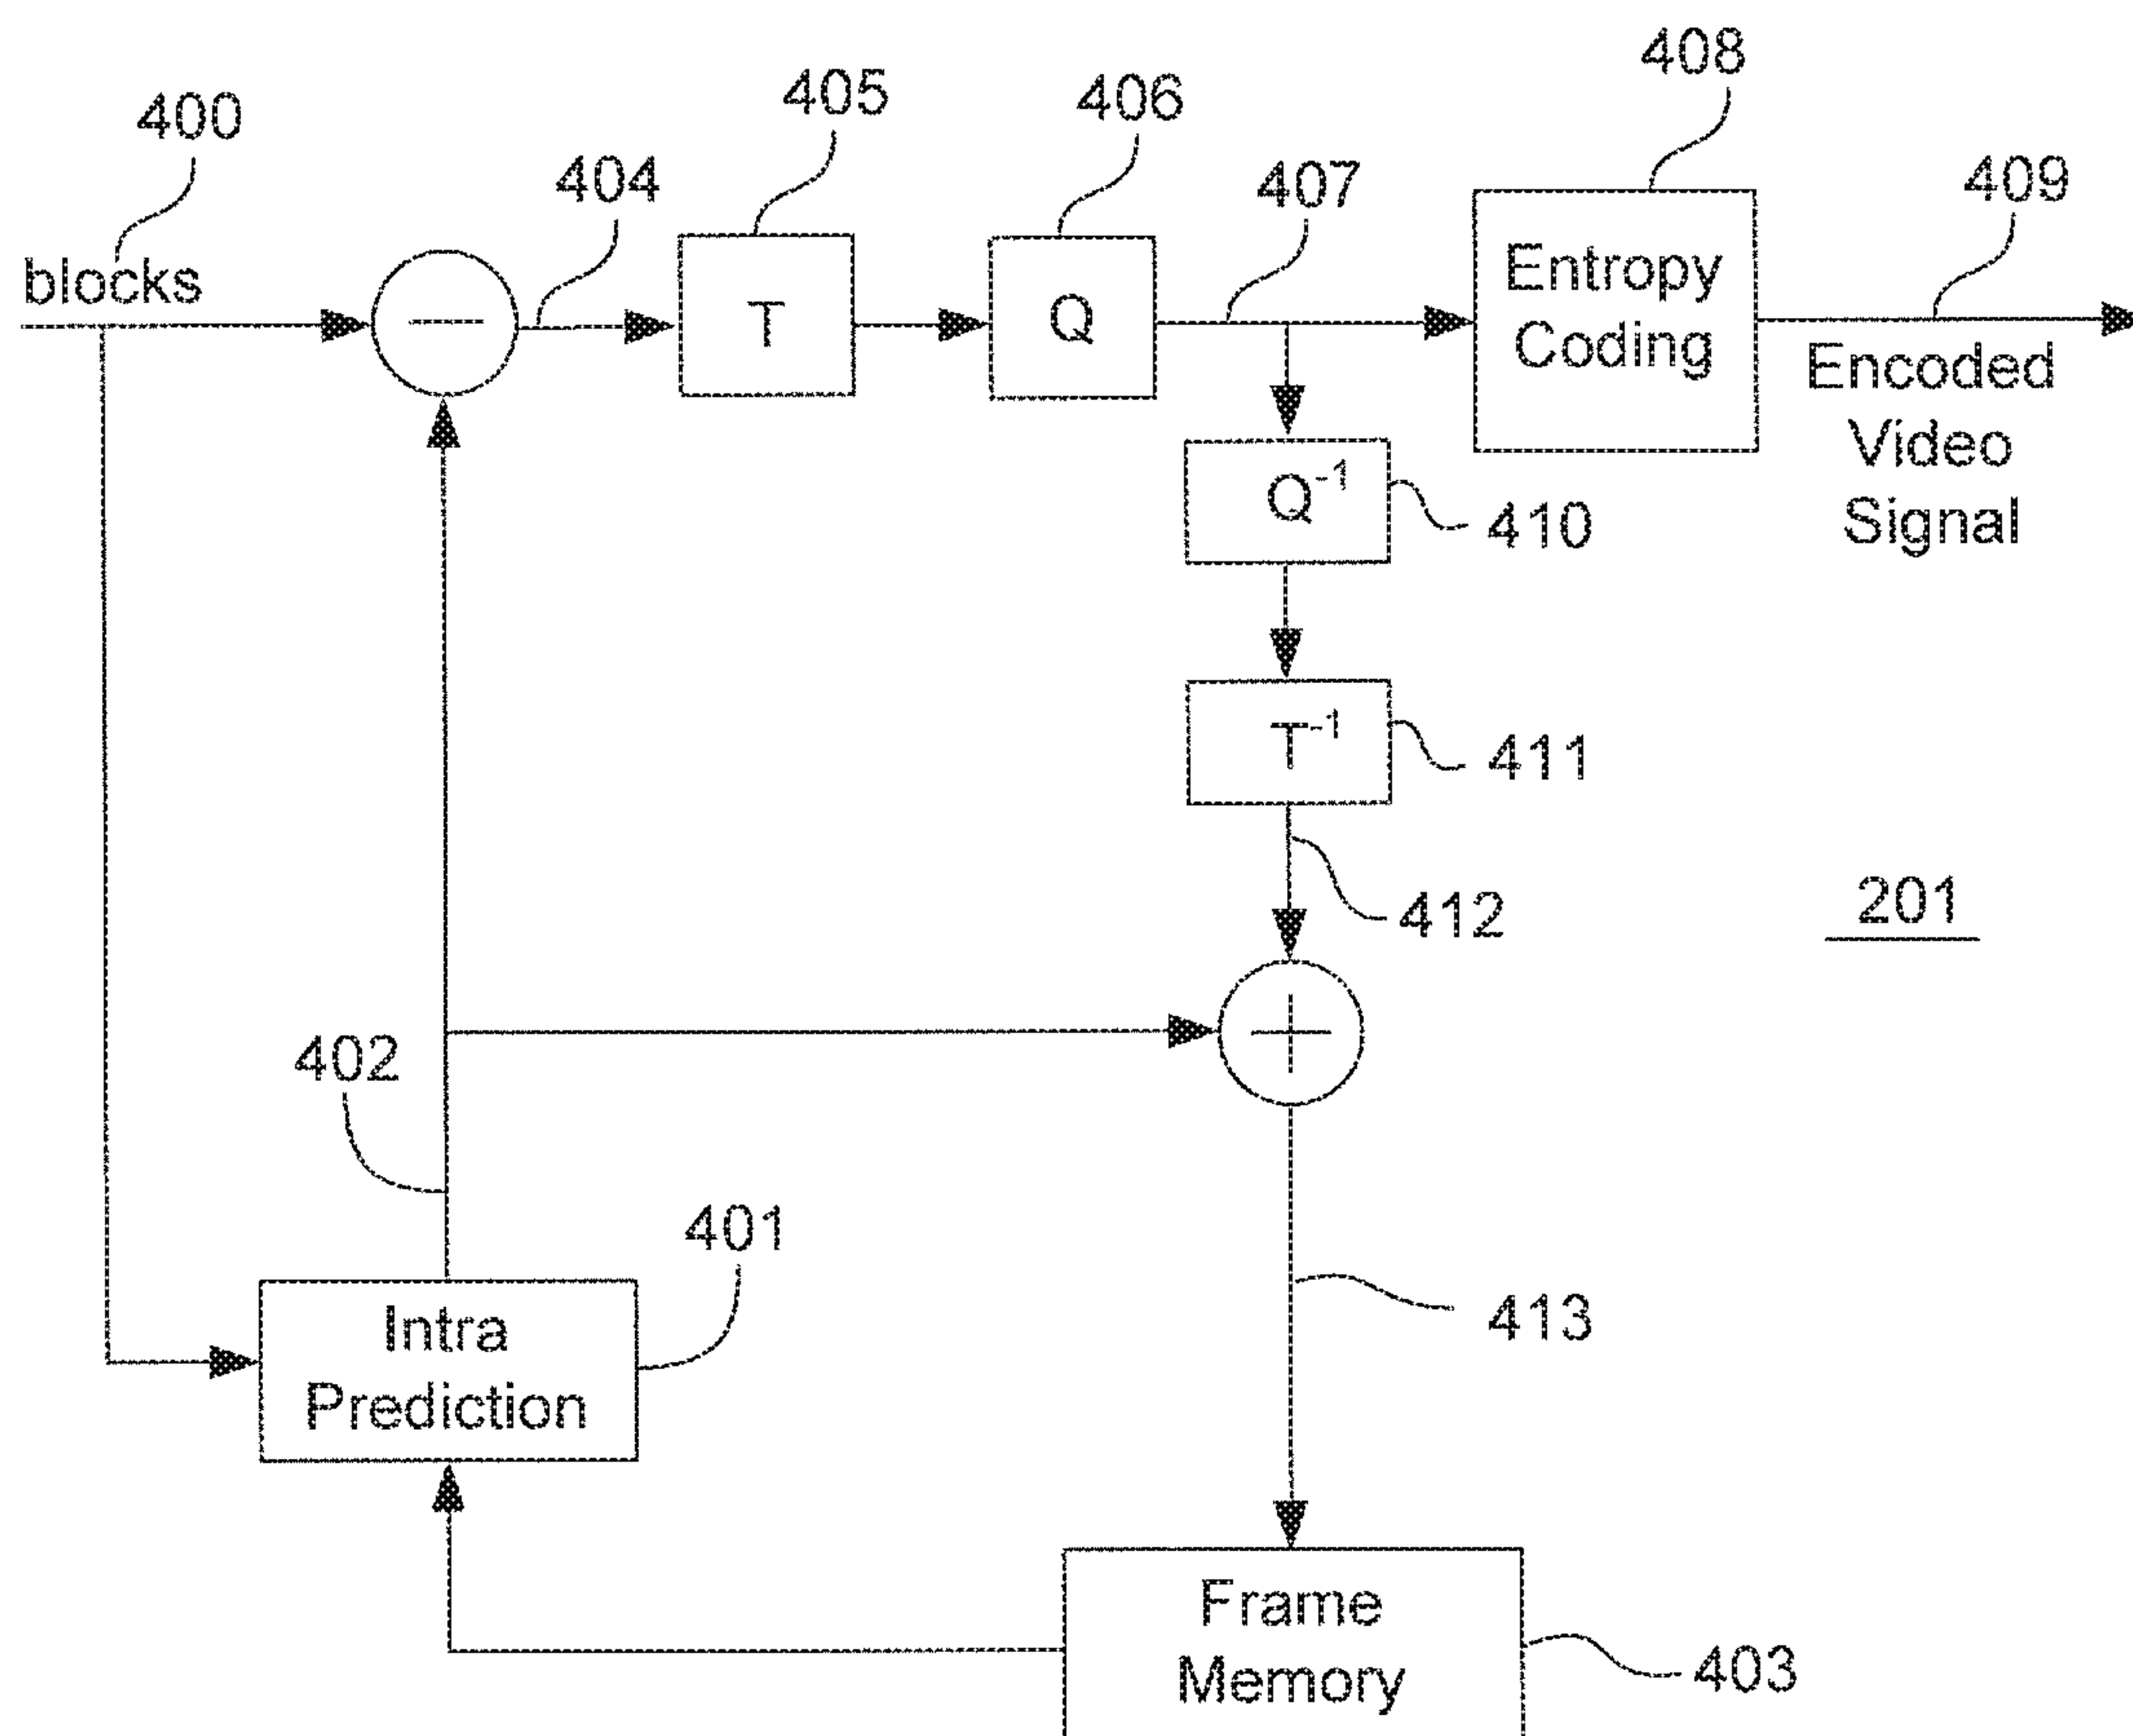 408
405
406
400
404
407
409
blocks
T
Q
Entropy
Coding
Encoded
Video
Signal
Q-1
410
T-1
411
412
201
402
401
413
Intra
Prediction
Frame
Memory
403